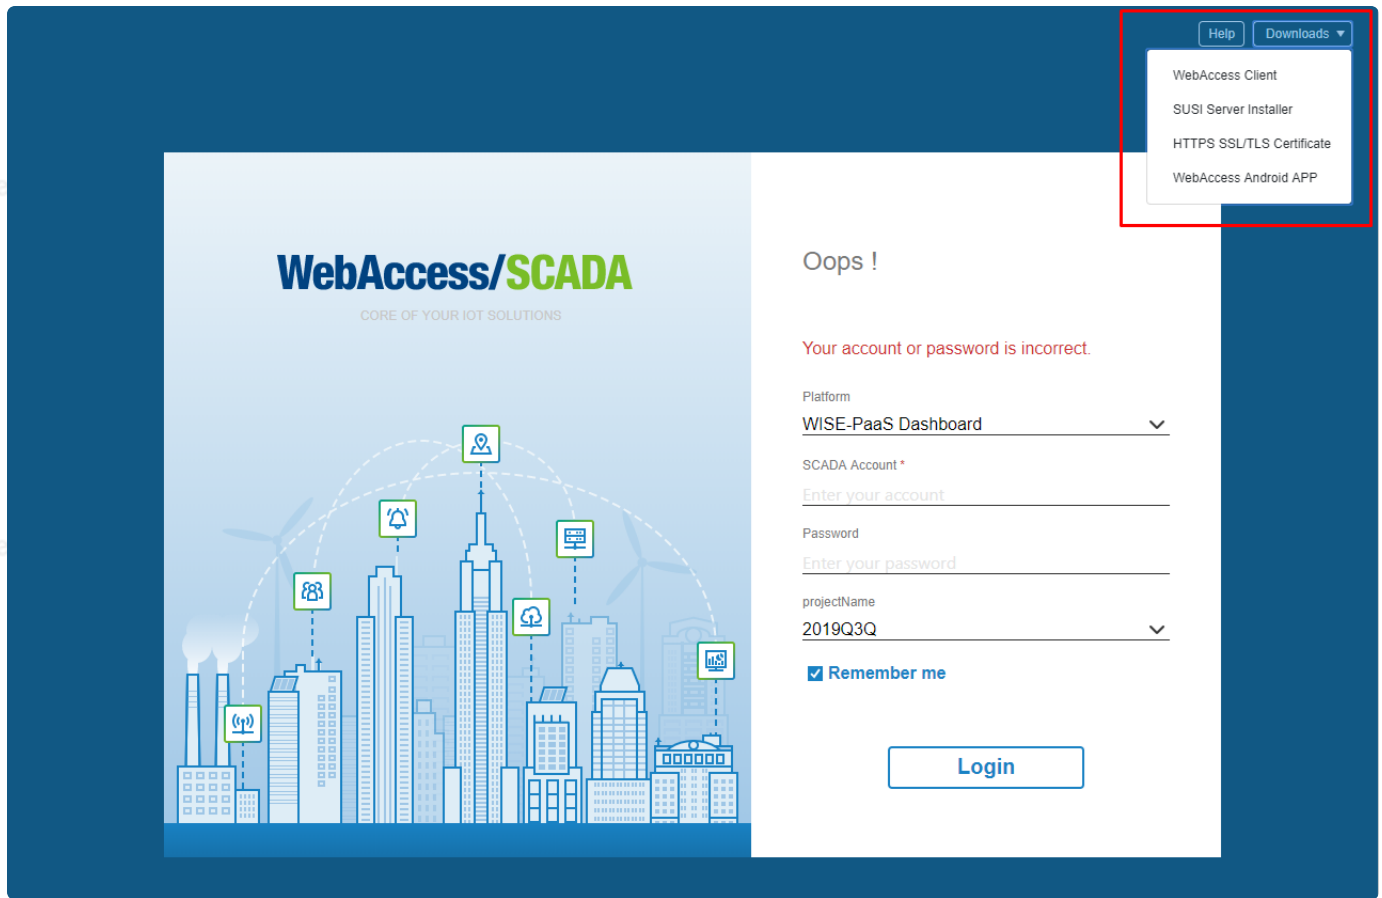 Help
Downloads ▼
WebAccess Client
SUSI Server Installer
HTTPS SSL/TLS Certificate
WebAccess Android APP
WebAccess/SCADA
CORE OF YOUR IOT SOLUTIONS
Oops !
Your account or password is incorrect.
Platform
WISE-PaaS Dashboard
SCADA Account *
Enter your account
Password
Enter your password
projectName
2019Q3Q
Remember me
Login